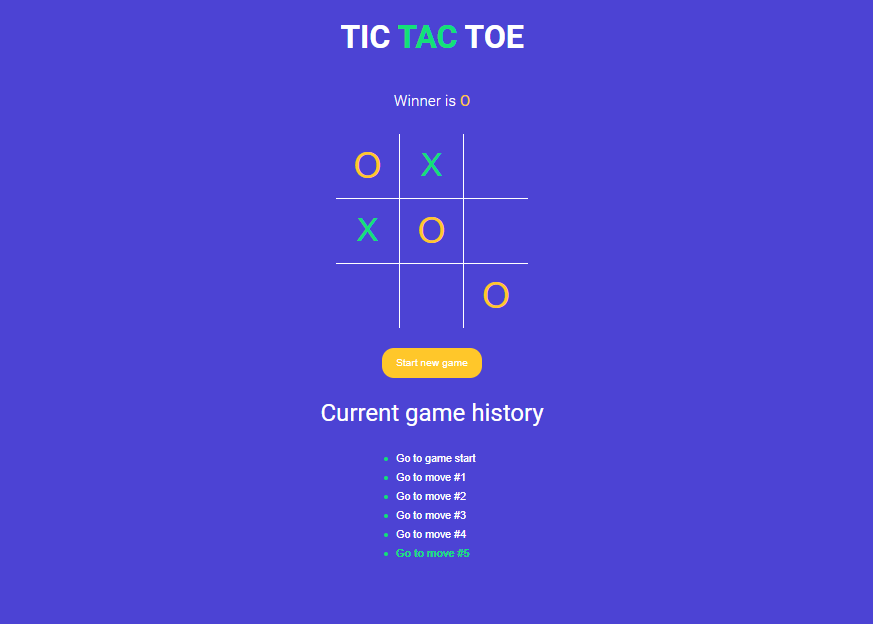 TIC TAC TOE
Winner is O
O X
X O
O
Start new game
Current game history
Go to game start
Go to move #1
Go to move #2
Go to move #3
Go to move #4
Go to move #5